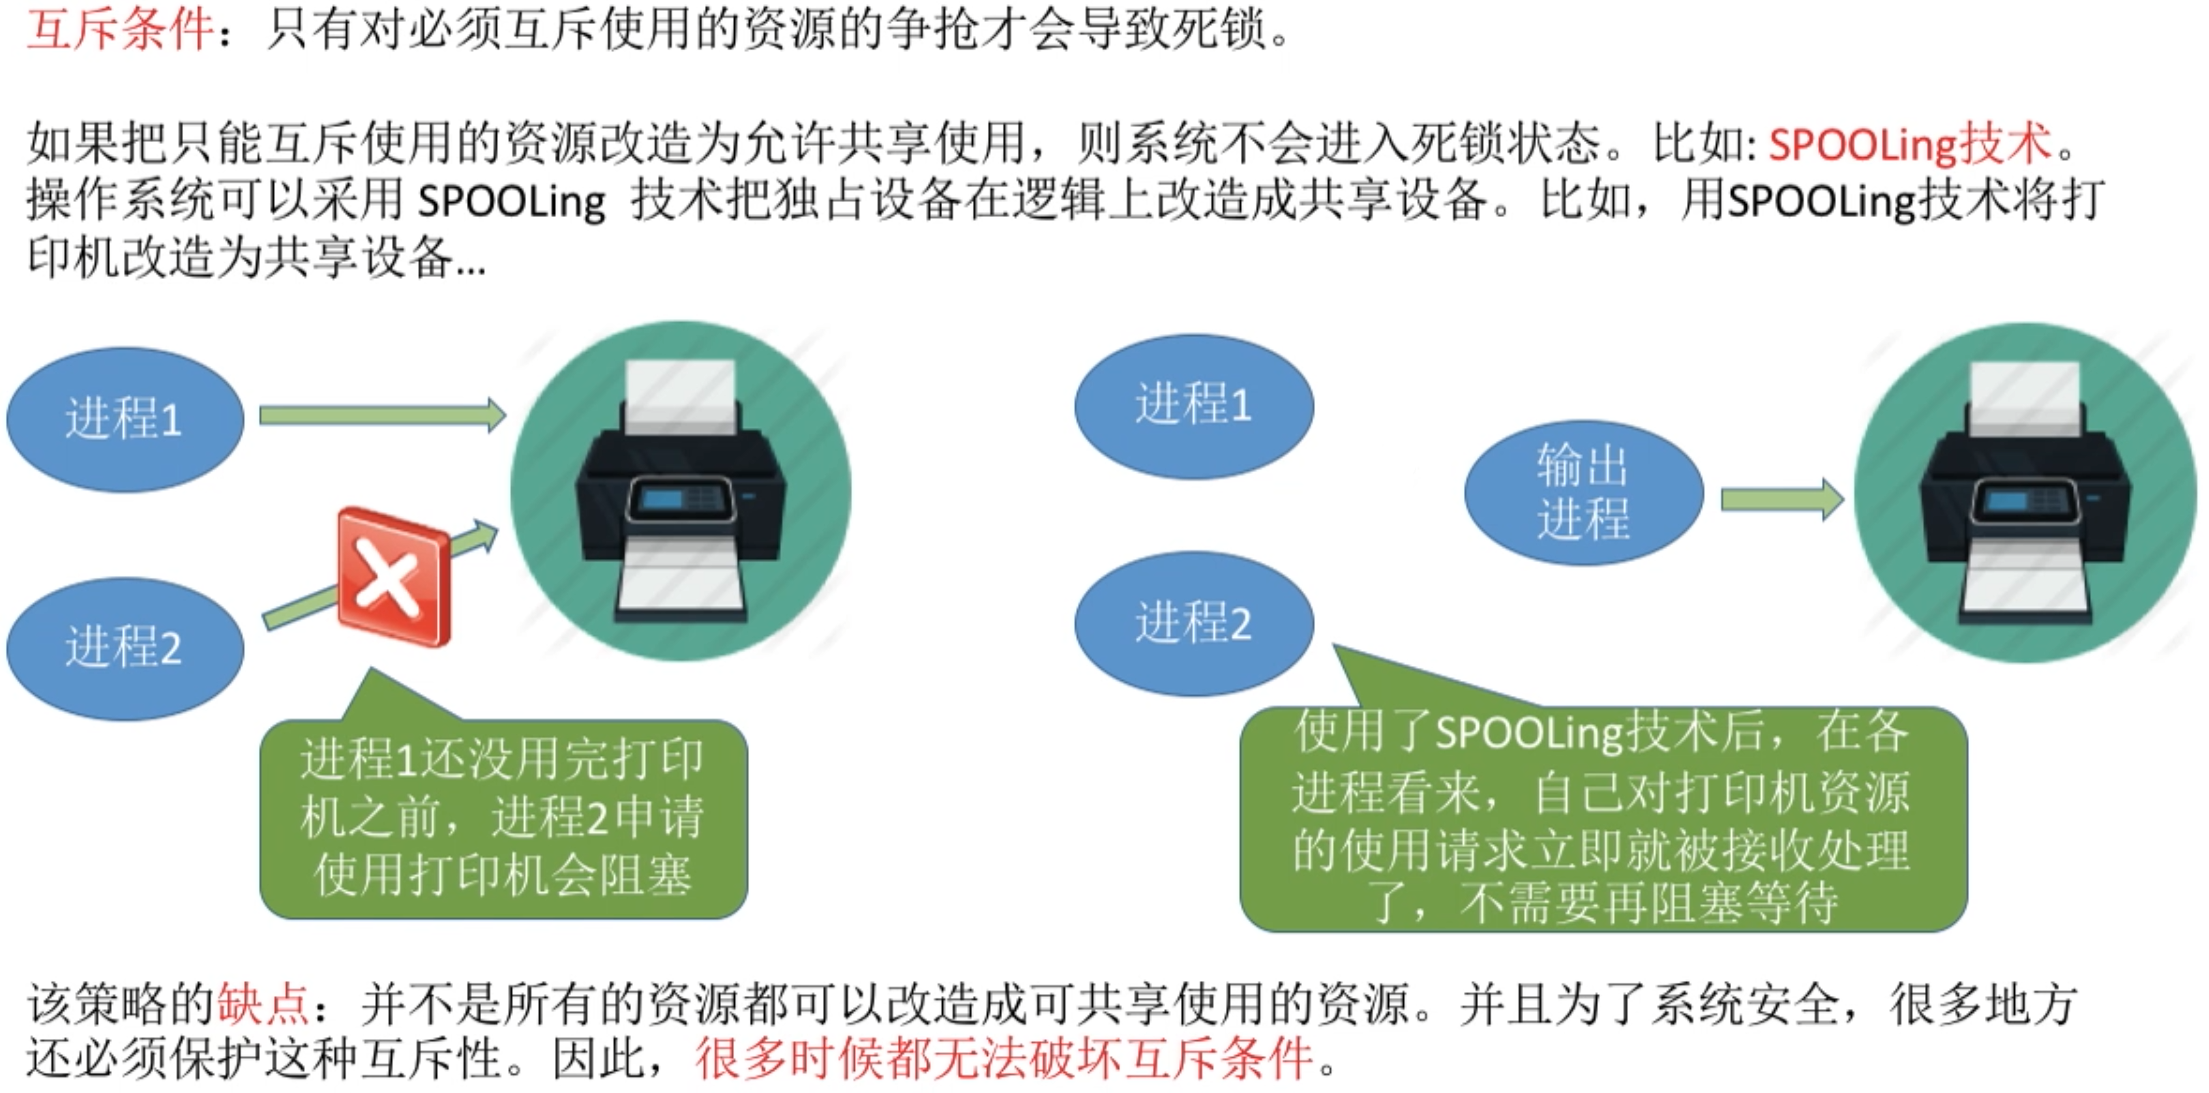 互斥条件：只有对必须互斥使用的资源的争抢才会导致死锁。
如果把只能互斥使用的资源改造为允许共享使用，则系统不会进入死锁状态。比如: SPOOLing技术。
操作系统可以采用 SPOOLing 技术把独占设备在逻辑上改造成共享设备。比如，用SPOOLing技术将打
印机改造为共享设备...
进程1
进程2
进程1还没用完打印
机之前，进程2申请
使用打印机会阻塞
进程1
进程2
输出
进程
使用了SPOOLing技术后，在各
进程看来，自己对打印机资源
的使用请求立即就被接收处理
了，不需要再阻塞等待
该策略的缺点：并不是所有的资源都可以改造成可共享使用的资源。并且为了系统安全，很多地方
还必须保护这种互斥性。因此，很多时候都无法破坏互斥条件。